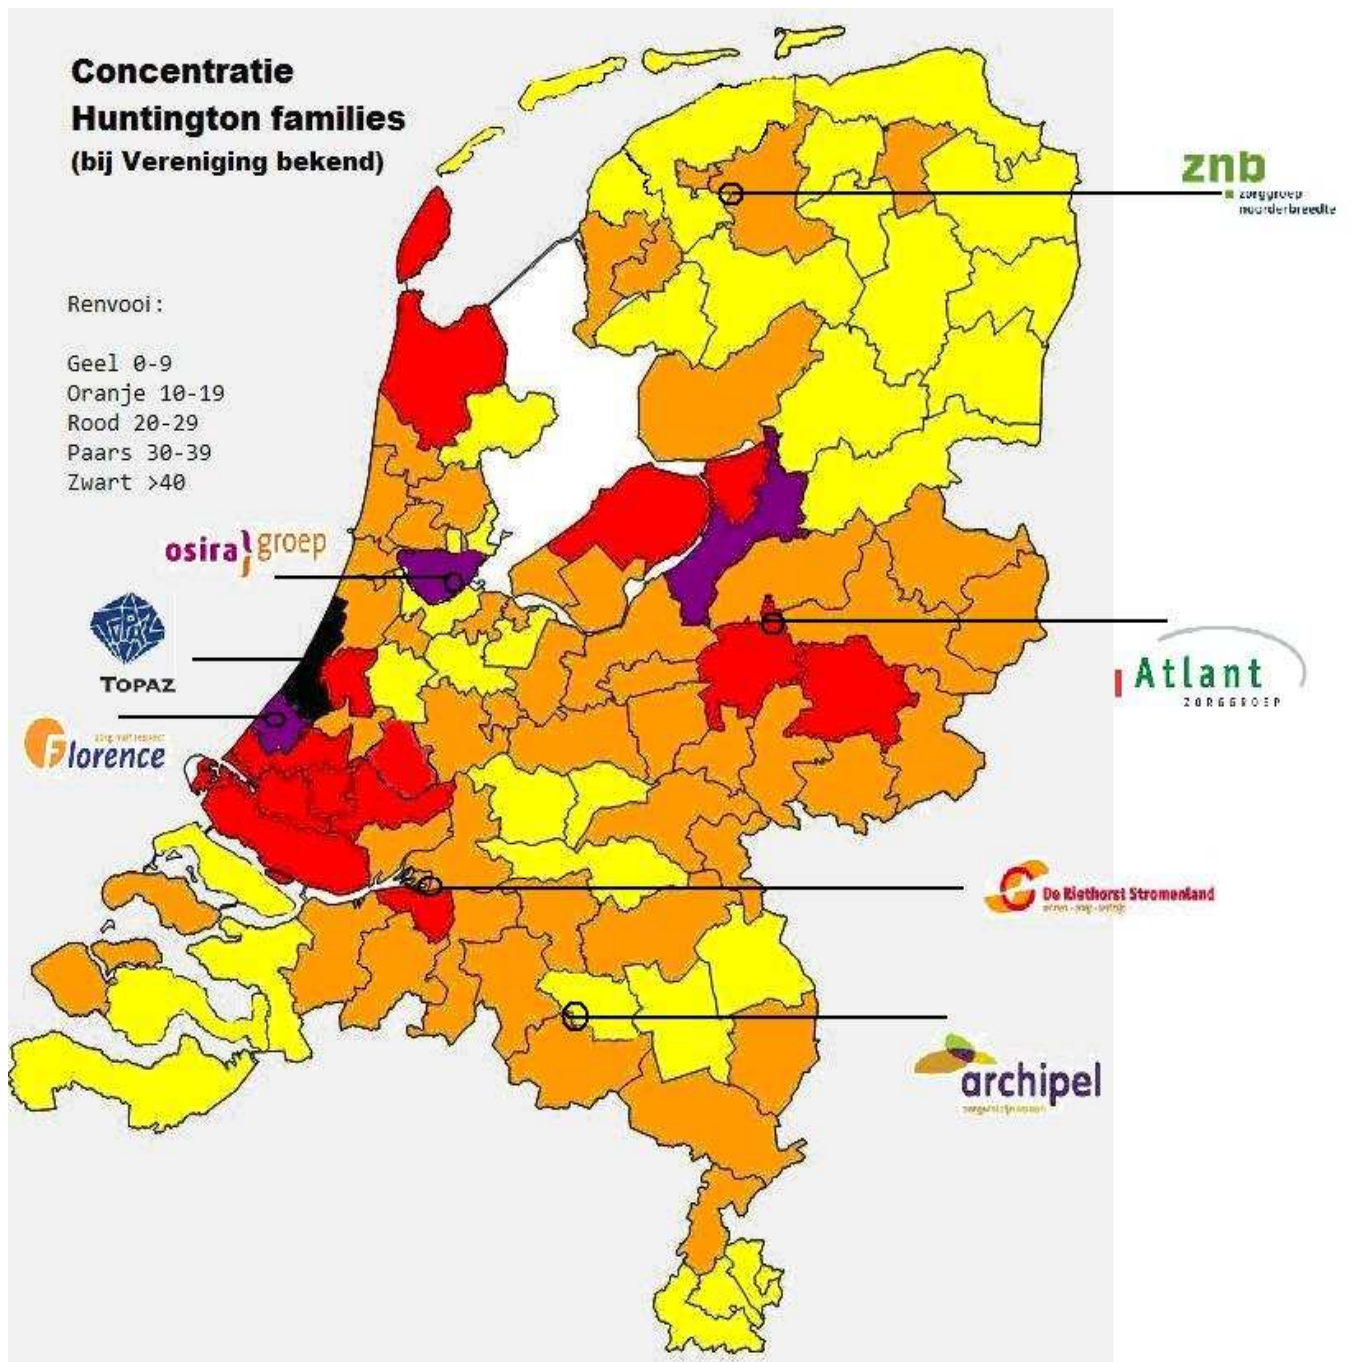 Concentratie
Huntington families
(bij Vereniging bekend)
znb
zorggroep
noorderbreedte
Renvooi:
Geel 0-9
Oranje 10-19
Rood 20-29
Paars 30-39
Zwart >40
osira groep
TOPAZ
TOPAZ
Florence
Atlant
ZORGGROEP
De Riethorst Stromenland
archipel